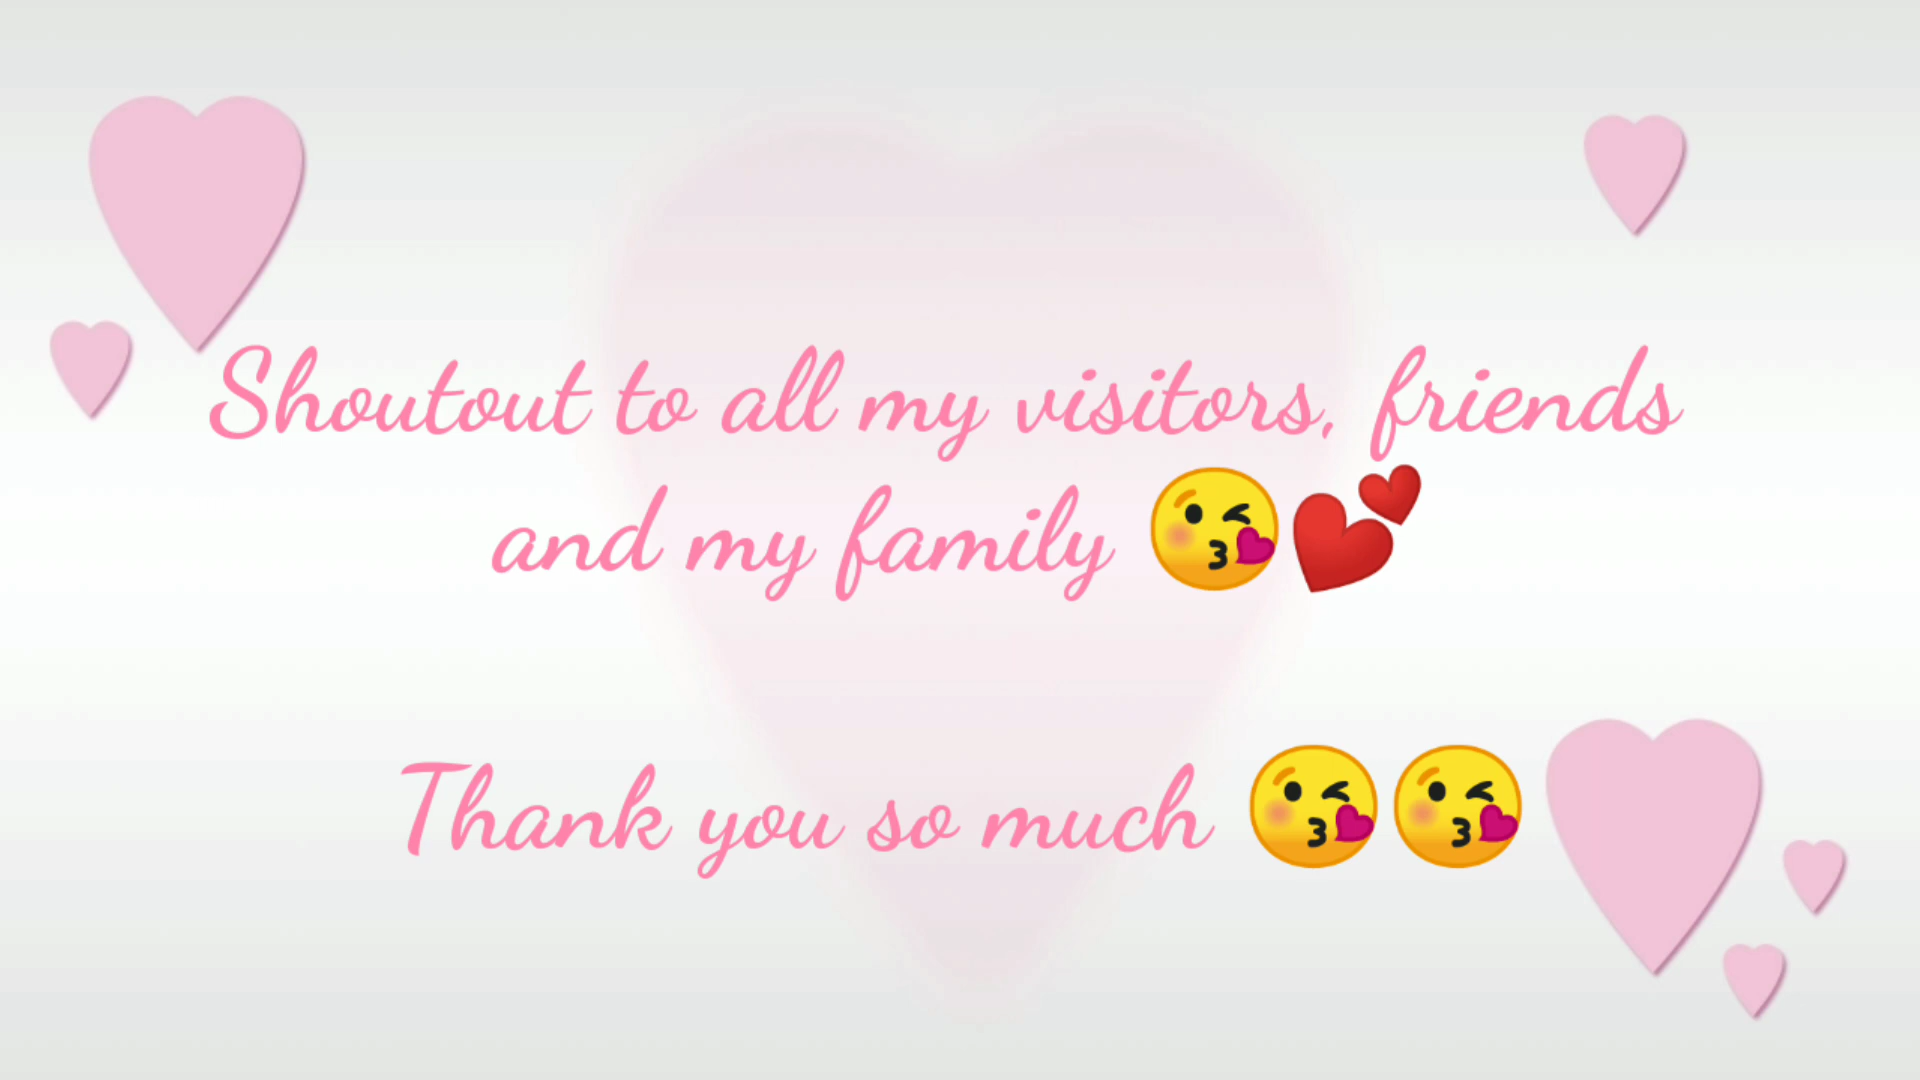 Shoutout to all my visitors, friends
and my family 😘💕
Thank you so much 😘😘